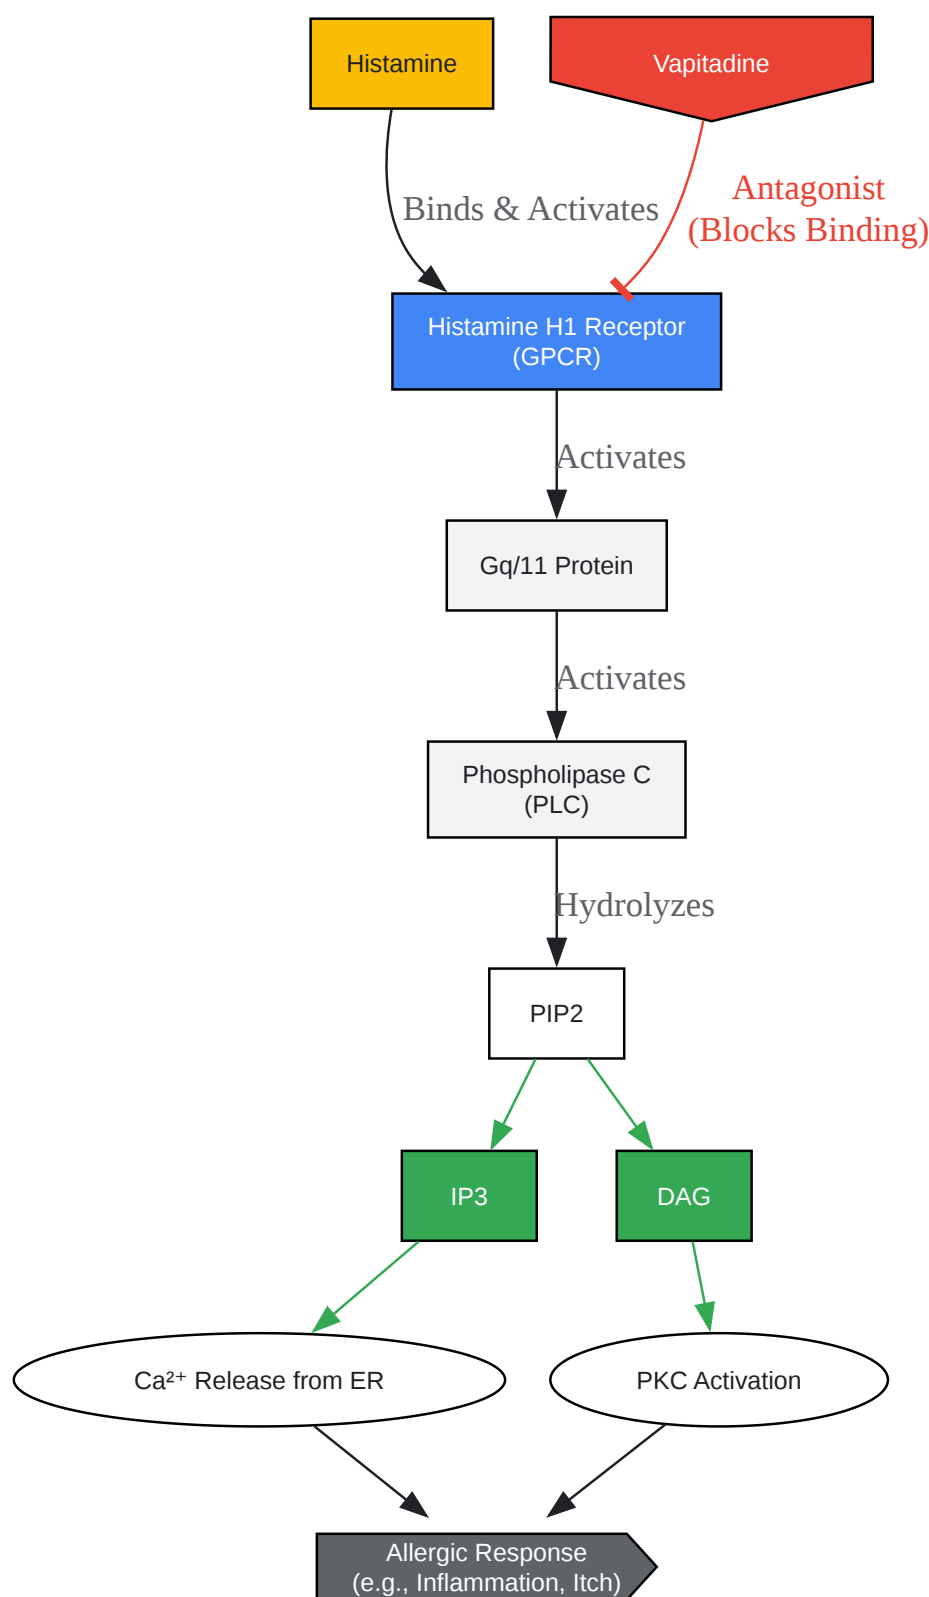 Histamine
Vapitadine
Binds & Activates
Antagonist
(Blocks Binding)
Histamine H1 Receptor
(GPCR)
Activates
Gq/11 Protein
Activates
Phospholipase C
(PLC)
Hydrolyzes
PIP2
IP3
DAG
Ca²⁺ Release from ER
PKC Activation
Allergic Response
(e.g., Inflammation, Itch)